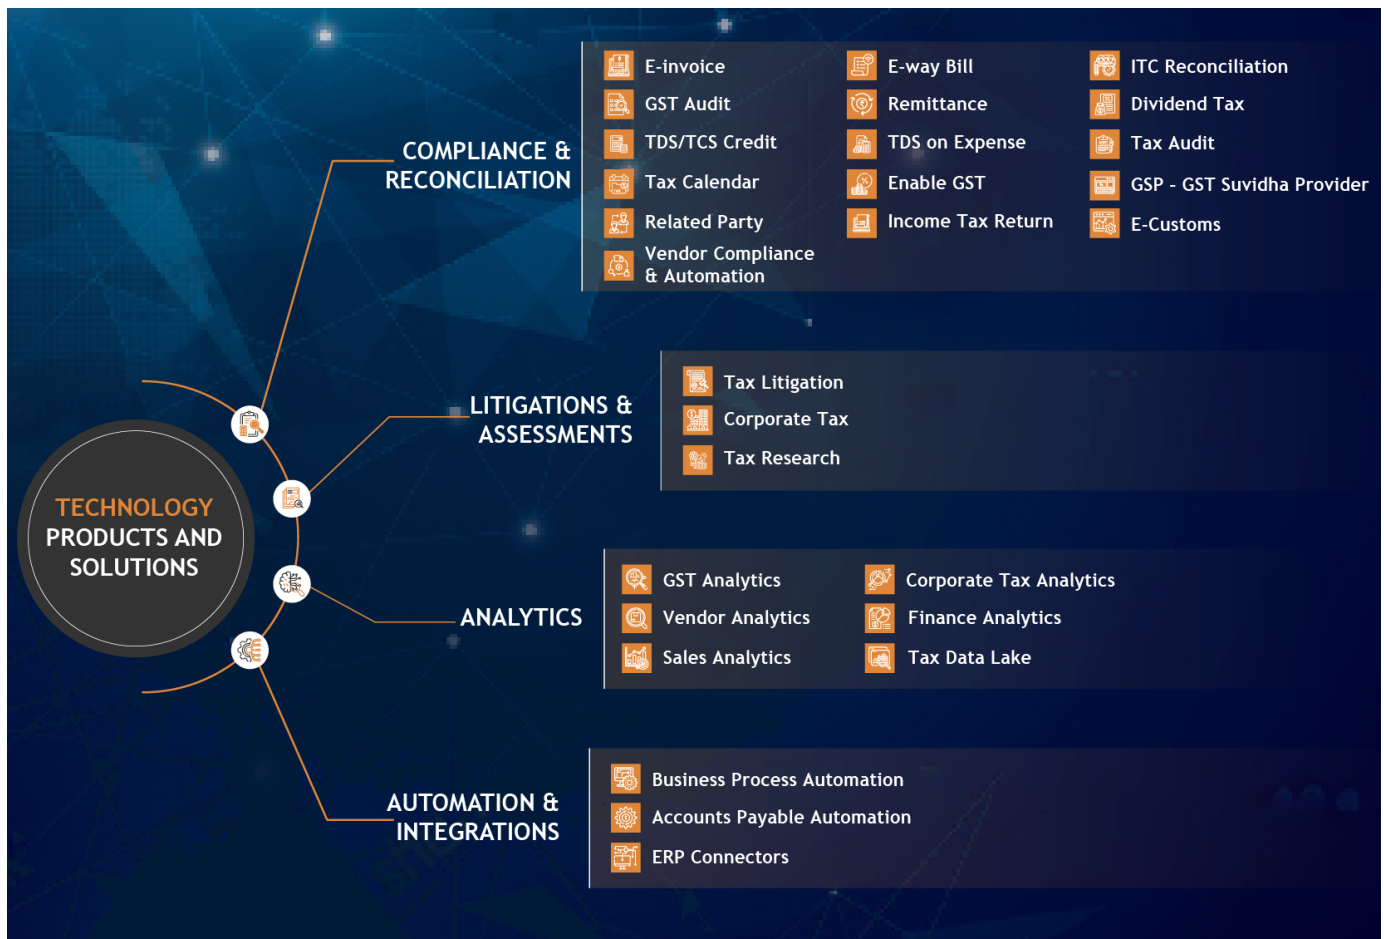 TECHNOLOGY
PRODUCTS AND
SOLUTIONS
COMPLIANCE &
RECONCILIATION
E-invoice
E-way Bill
ITC Reconciliation
GST Audit
Remittance
Dividend Tax
TDS/TCS Credit
TDS on Expense
Tax Audit
Tax Calendar
Enable GST
GSP - GST Suvidha Provider
Related Party
Income Tax Return
E-Customs
Vendor Compliance
& Automation
LITIGATIONS &
ASSESSMENTS
Tax Litigation
Corporate Tax
Tax Research
ANALYTICS
GST Analytics
Corporate Tax Analytics
Vendor Analytics
Finance Analytics
Sales Analytics
Tax Data Lake
AUTOMATION &
INTEGRATIONS
Business Process Automation
Accounts Payable Automation
ERP Connectors